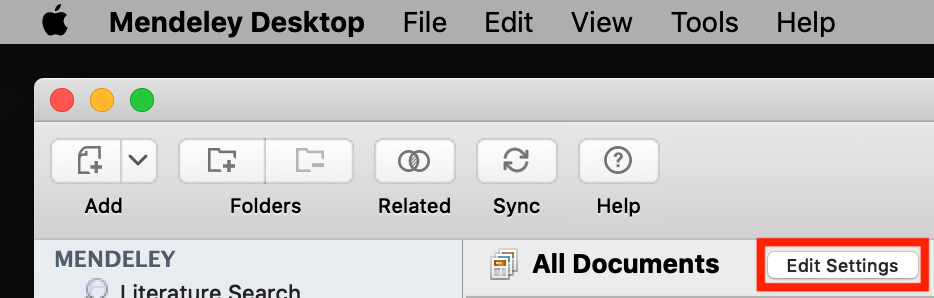 Mendeley Desktop File Edit View Tools Help
Add Folders Related Sync Help
MENDELEY
All Documents Edit Settings
Literature Search